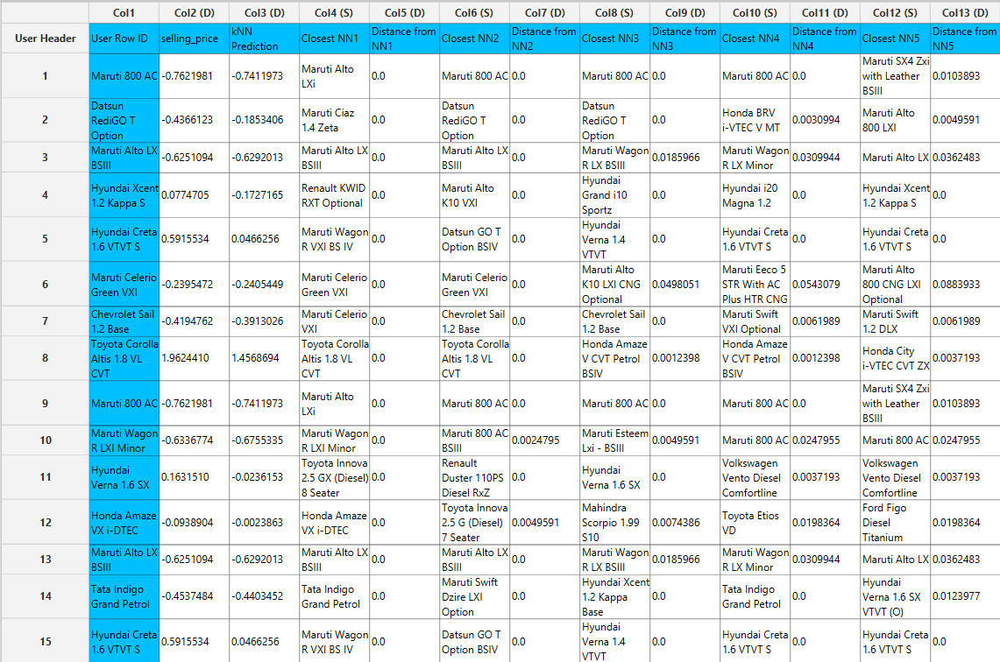 Col1 Col2 (D) Col3 (D) Col4 (S) Col5 (D) Col6 (S) Col7 (D) Col8 (S) Col9 (D) Col10 (S) Col11 (D) Col12 (S) Col13 (D)
User Header User Row ID selling_price kNN Prediction Closest NN1 Distance from NN1 Closest NN2 Distance from NN2 Closest NN3 Distance from NN3 Closest NN4 Distance from NN4 Closest NN5 Distance from NN5
1 Maruti 800 AC -0.7621981 -0.7411973 Maruti Alto LXi 0.0 Maruti 800 AC 0.0 Maruti 800 AC 0.0 Maruti 800 AC 0.0 Maruti SX4 Zxi with Leather BSIII 0.0103893
2 Datsun RediGO T Option -0.4366123 -0.1853406 Maruti Ciaz 1.4 Zeta 0.0 Datsun RediGO T Option 0.0 Datsun RediGO T Option 0.0 Honda BRV i-VTEC V MT 0.0030994 Maruti Alto 800 LXI 0.0049591
3 Maruti Alto LX BSIII -0.6251094 -0.6292013 Maruti Alto LX BSIII 0.0 Maruti Alto LX BSIII 0.0 Maruti Wagon R LX BSIII 0.0185966 Maruti Wagon R LX Minor 0.0309944 Maruti Alto LX 0.0362483
4 Hyundai Xcent 1.2 Kappa S 0.0774705 -0.1727165 Renault KWID RXT Optional 0.0 Maruti Alto K10 VXI 0.0 Hyundai Grand i10 Sportz 0.0 Hyundai i20 Magna 1.2 0.0 Hyundai Xcent 1.2 Kappa S 0.0
5 Hyundai Creta 1.6 VTVT S 0.5915534 0.0466256 Maruti Wagon R VXI BS IV 0.0 Datsun GO T Option BSIV 0.0 Hyundai Verna 1.4 VTVT 0.0 Hyundai Creta 1.6 VTVT S 0.0 Hyundai Creta 1.6 VTVT S 0.0
6 Maruti Celerio Green VXI -0.2395472 -0.2405449 Maruti Celerio Green VXI 0.0 Maruti Celerio Green VXI 0.0 Maruti Alto K10 LXI CNG Optional 0.0498051 Maruti Eeco 5 STR With AC Plus HTR CNG 0.0543079 Maruti Alto 800 CNG LXI Optional 0.0883933
7 Chevrolet Sail 1.2 Base -0.4194762 -0.3913026 Maruti Celerio VXI 0.0 Chevrolet Sail 1.2 Base 0.0 Chevrolet Sail 1.2 Base 0.0 Maruti Swift VXI Optional 0.0061989 Maruti Swift 1.2 DLX 0.0061989
8 Toyota Corolla Altis 1.8 VL CVT 1.9624410 1.4568694 Toyota Corolla Altis 1.8 VL CVT 0.0 Toyota Corolla Altis 1.8 VL CVT 0.0 Honda Amaze V CVT Petrol BSIV 0.0012398 Honda Amaze V CVT Petrol BSIV 0.0012398 Honda City i-VTEC CVT ZX 0.0037193
9 Maruti 800 AC -0.7621981 -0.7411973 Maruti Alto LXi 0.0 Maruti 800 AC 0.0 Maruti 800 AC 0.0 Maruti 800 AC 0.0 Maruti SX4 Zxi with Leather BSIII 0.0103893
10 Maruti Wagon R LXI Minor -0.6336774 -0.6755335 Maruti Wagon R LXI Minor 0.0 Maruti 800 AC BSIII 0.0024795 Maruti Esteem Lxi - BSIII 0.0049591 Maruti 800 AC 0.0247955 Maruti 800 AC 0.0247955
11 Hyundai Verna 1.6 SX 0.1631510 -0.0236153 Toyota Innova 2.5 GX (Diesel) 8 Seater 0.0 Renault Duster 110PS Diesel RxZ 0.0 Hyundai Verna 1.6 SX 0.0 Volkswagen Vento Diesel Comfortline 0.0037193 Volkswagen Vento Diesel Comfortline 0.0037193
12 Honda Amaze VX i-DTEC -0.0938904 -0.0023863 Honda Amaze VX i-DTEC 0.0 Toyota Innova 2.5 G (Diesel) 7 Seater 0.0049591 Mahindra Scorpio 1.99 S10 0.0074386 Toyota Etios VD 0.0198364 Ford Figo Diesel Titanium 0.0198364
13 Maruti Alto LX BSIII -0.6251094 -0.6292013 Maruti Alto LX BSIII 0.0 Maruti Alto LX BSIII 0.0 Maruti Wagon R LX BSIII 0.0185966 Maruti Wagon R LX Minor 0.0309944 Maruti Alto LX 0.0362483
14 Tata Indigo Grand Petrol -0.4537484 -0.4403452 Tata Indigo Grand Petrol 0.0 Maruti Swift Dzire LXI Option 0.0 Hyundai Xcent 1.2 Kappa Base 0.0 Tata Indigo Grand Petrol 0.0 Hyundai Verna 1.6 SX VTVT (O) 0.0123977
15 Hyundai Creta 1.6 VTVT S 0.5915534 0.0466256 Maruti Wagon R VXI BS IV 0.0 Datsun GO T Option BSIV 0.0 Hyundai Verna 1.4 VTVT 0.0 Hyundai Creta 1.6 VTVT S 0.0 Hyundai Creta 1.6 VTVT S 0.0